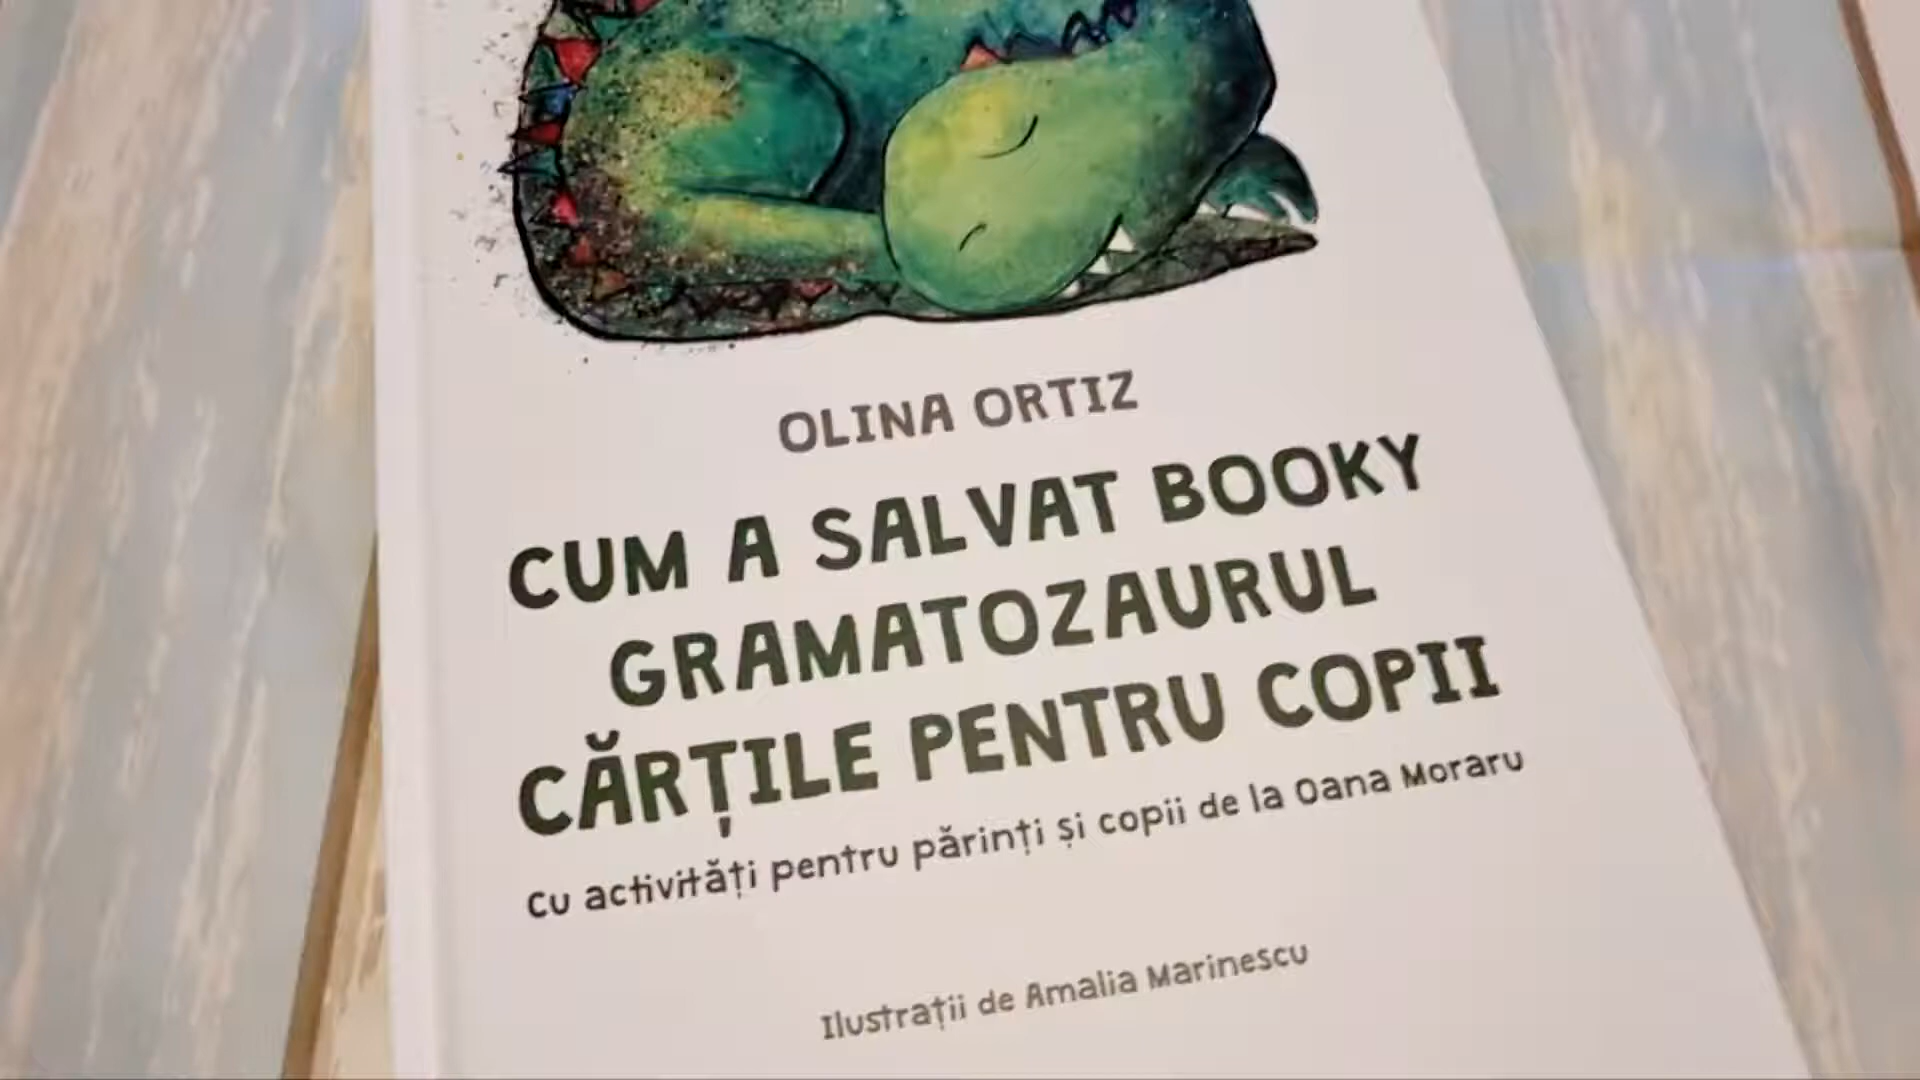 OLINA ORTIZ
CUM A SALVAT BOOKY
GRAMATOZAURUL
CĂRȚILE PENTRU COPII
cu activități pentru părinți și copii de la Oana Moraru
Ilustrații de Amalia Marinescu